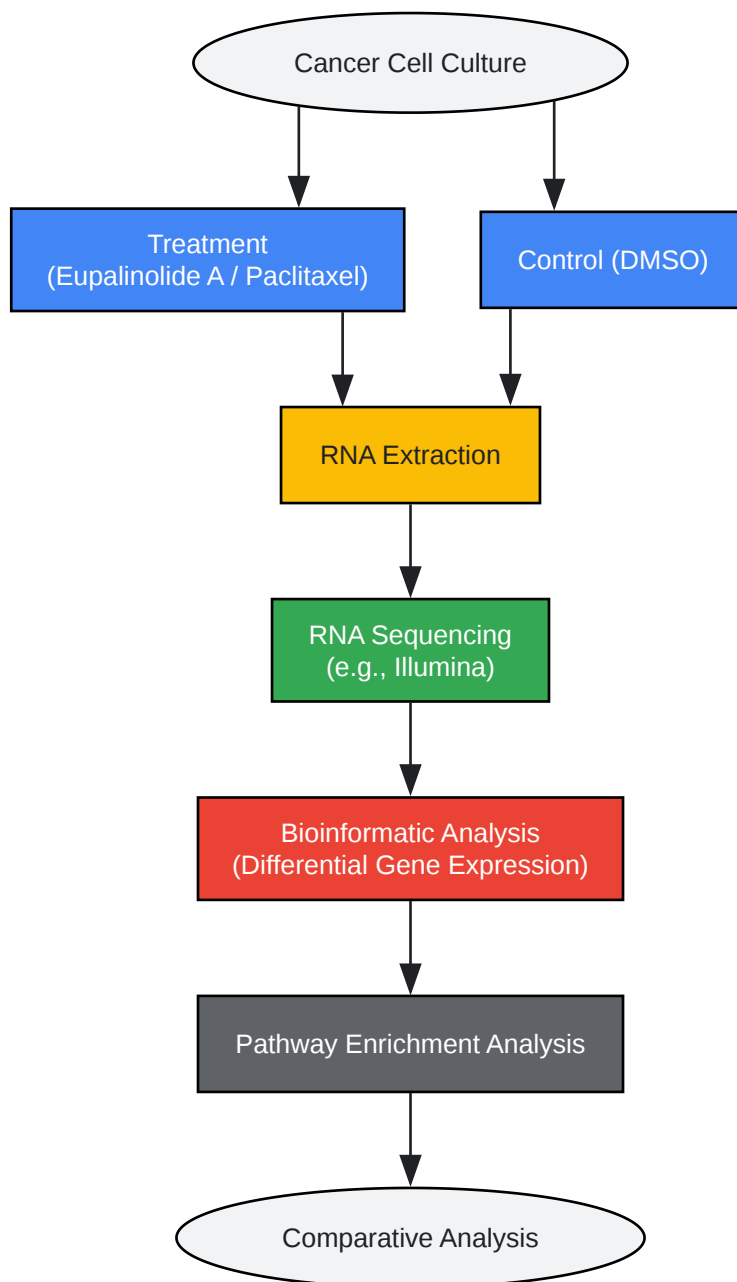 Cancer Cell Culture
Treatment
(Eupalinolide A / Paclitaxel)
Control (DMSO)
RNA Extraction
RNA Sequencing
(e.g., Illumina)
Bioinformatic Analysis
(Differential Gene Expression)
Pathway Enrichment Analysis
Comparative Analysis